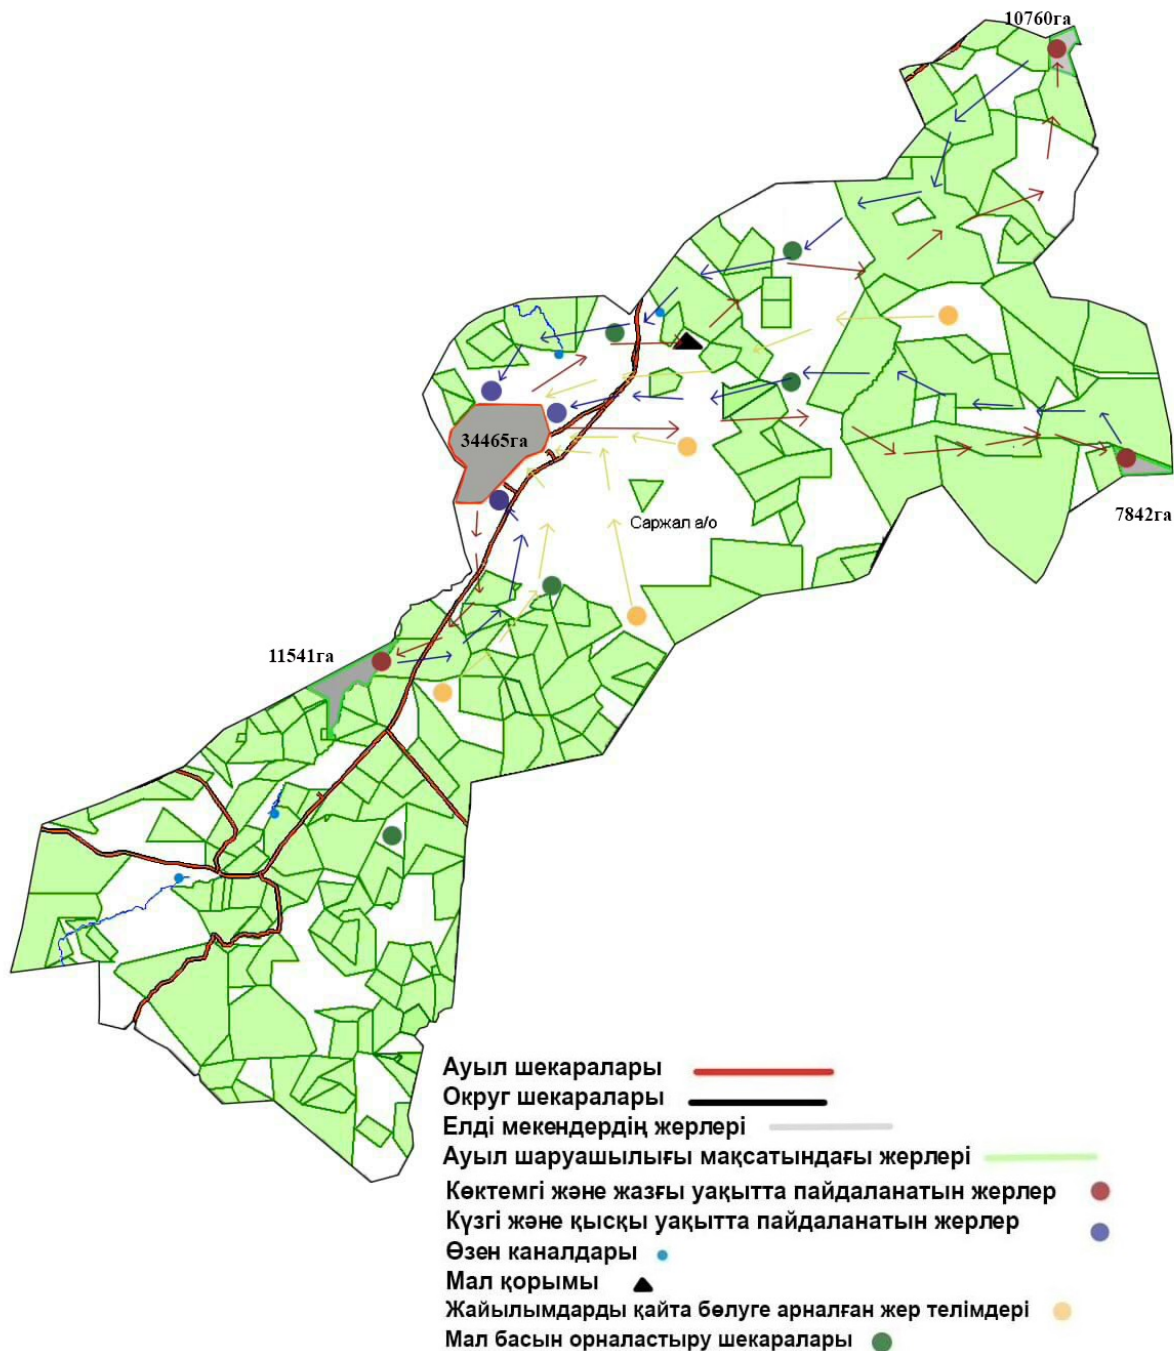 10760га
34465га
Саржал а/о
7842га
11541га
Ауыл шекаралары
Округ шекаралары
Елді мекендердің жерлері
Ауыл шаруашылығы мақсатындағы жерлері
Көктемгі және жазғы уақытта пайдаланатын жерлер
Күзгі және қысқы уақытта пайдаланатын жерлер
Өзен каналдары
Мал қорымы
Жайылымдарды қайта бөлуге арналған жер телімдері
Мал басын орналастыру шекаралары